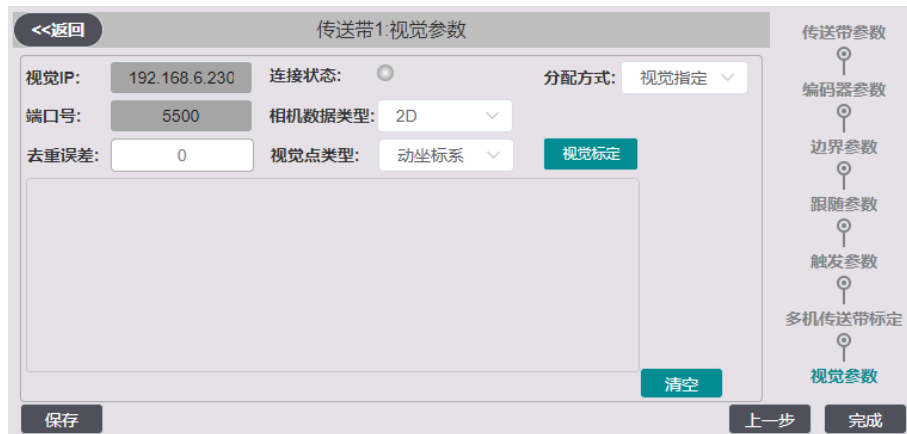 <<返回
传送带1:视觉参数
视觉IP: 192.168.6.230 连接状态: 分配方式: 视觉指定
端口号: 5500 相机数据类型: 2D
去重误差: 0 视觉点类型: 动坐标系 视觉标定
清空
保存 上一步 完成
传送带参数
编码器参数
边界参数
跟随参数
触发参数
多机传送带标定
视觉参数